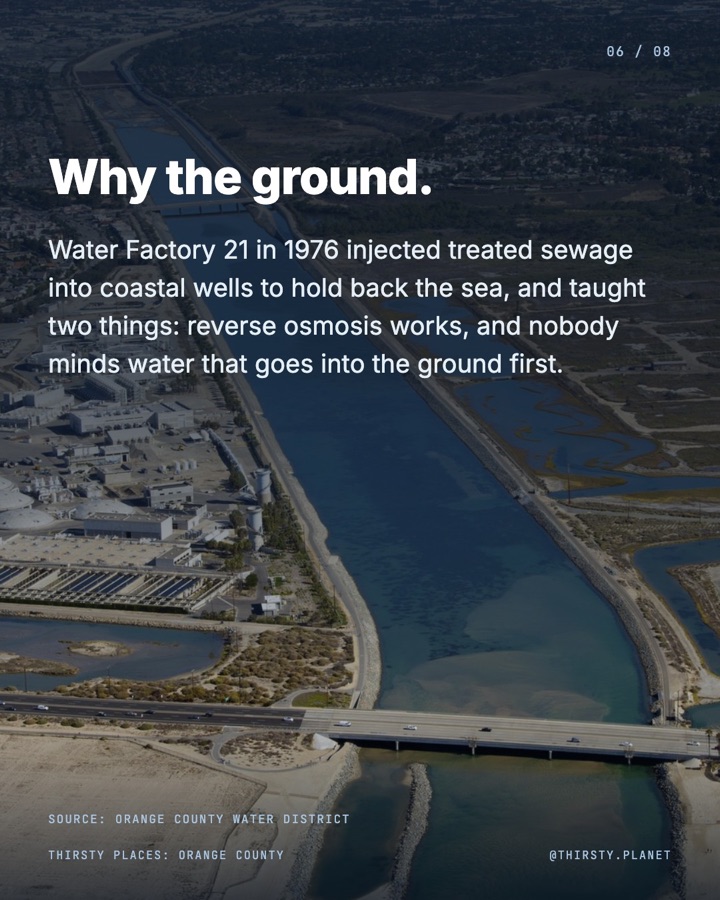 06 / 08
Why the ground.
Water Factory 21 in 1976 injected treated sewage
into coastal wells to hold back the sea, and taught
two things: reverse osmosis works, and nobody
minds water that goes into the ground first.
SOURCE: ORANGE COUNTY WATER DISTRICT
THIRSTY PLACES: ORANGE COUNTY
@THIRSTY.PLANET